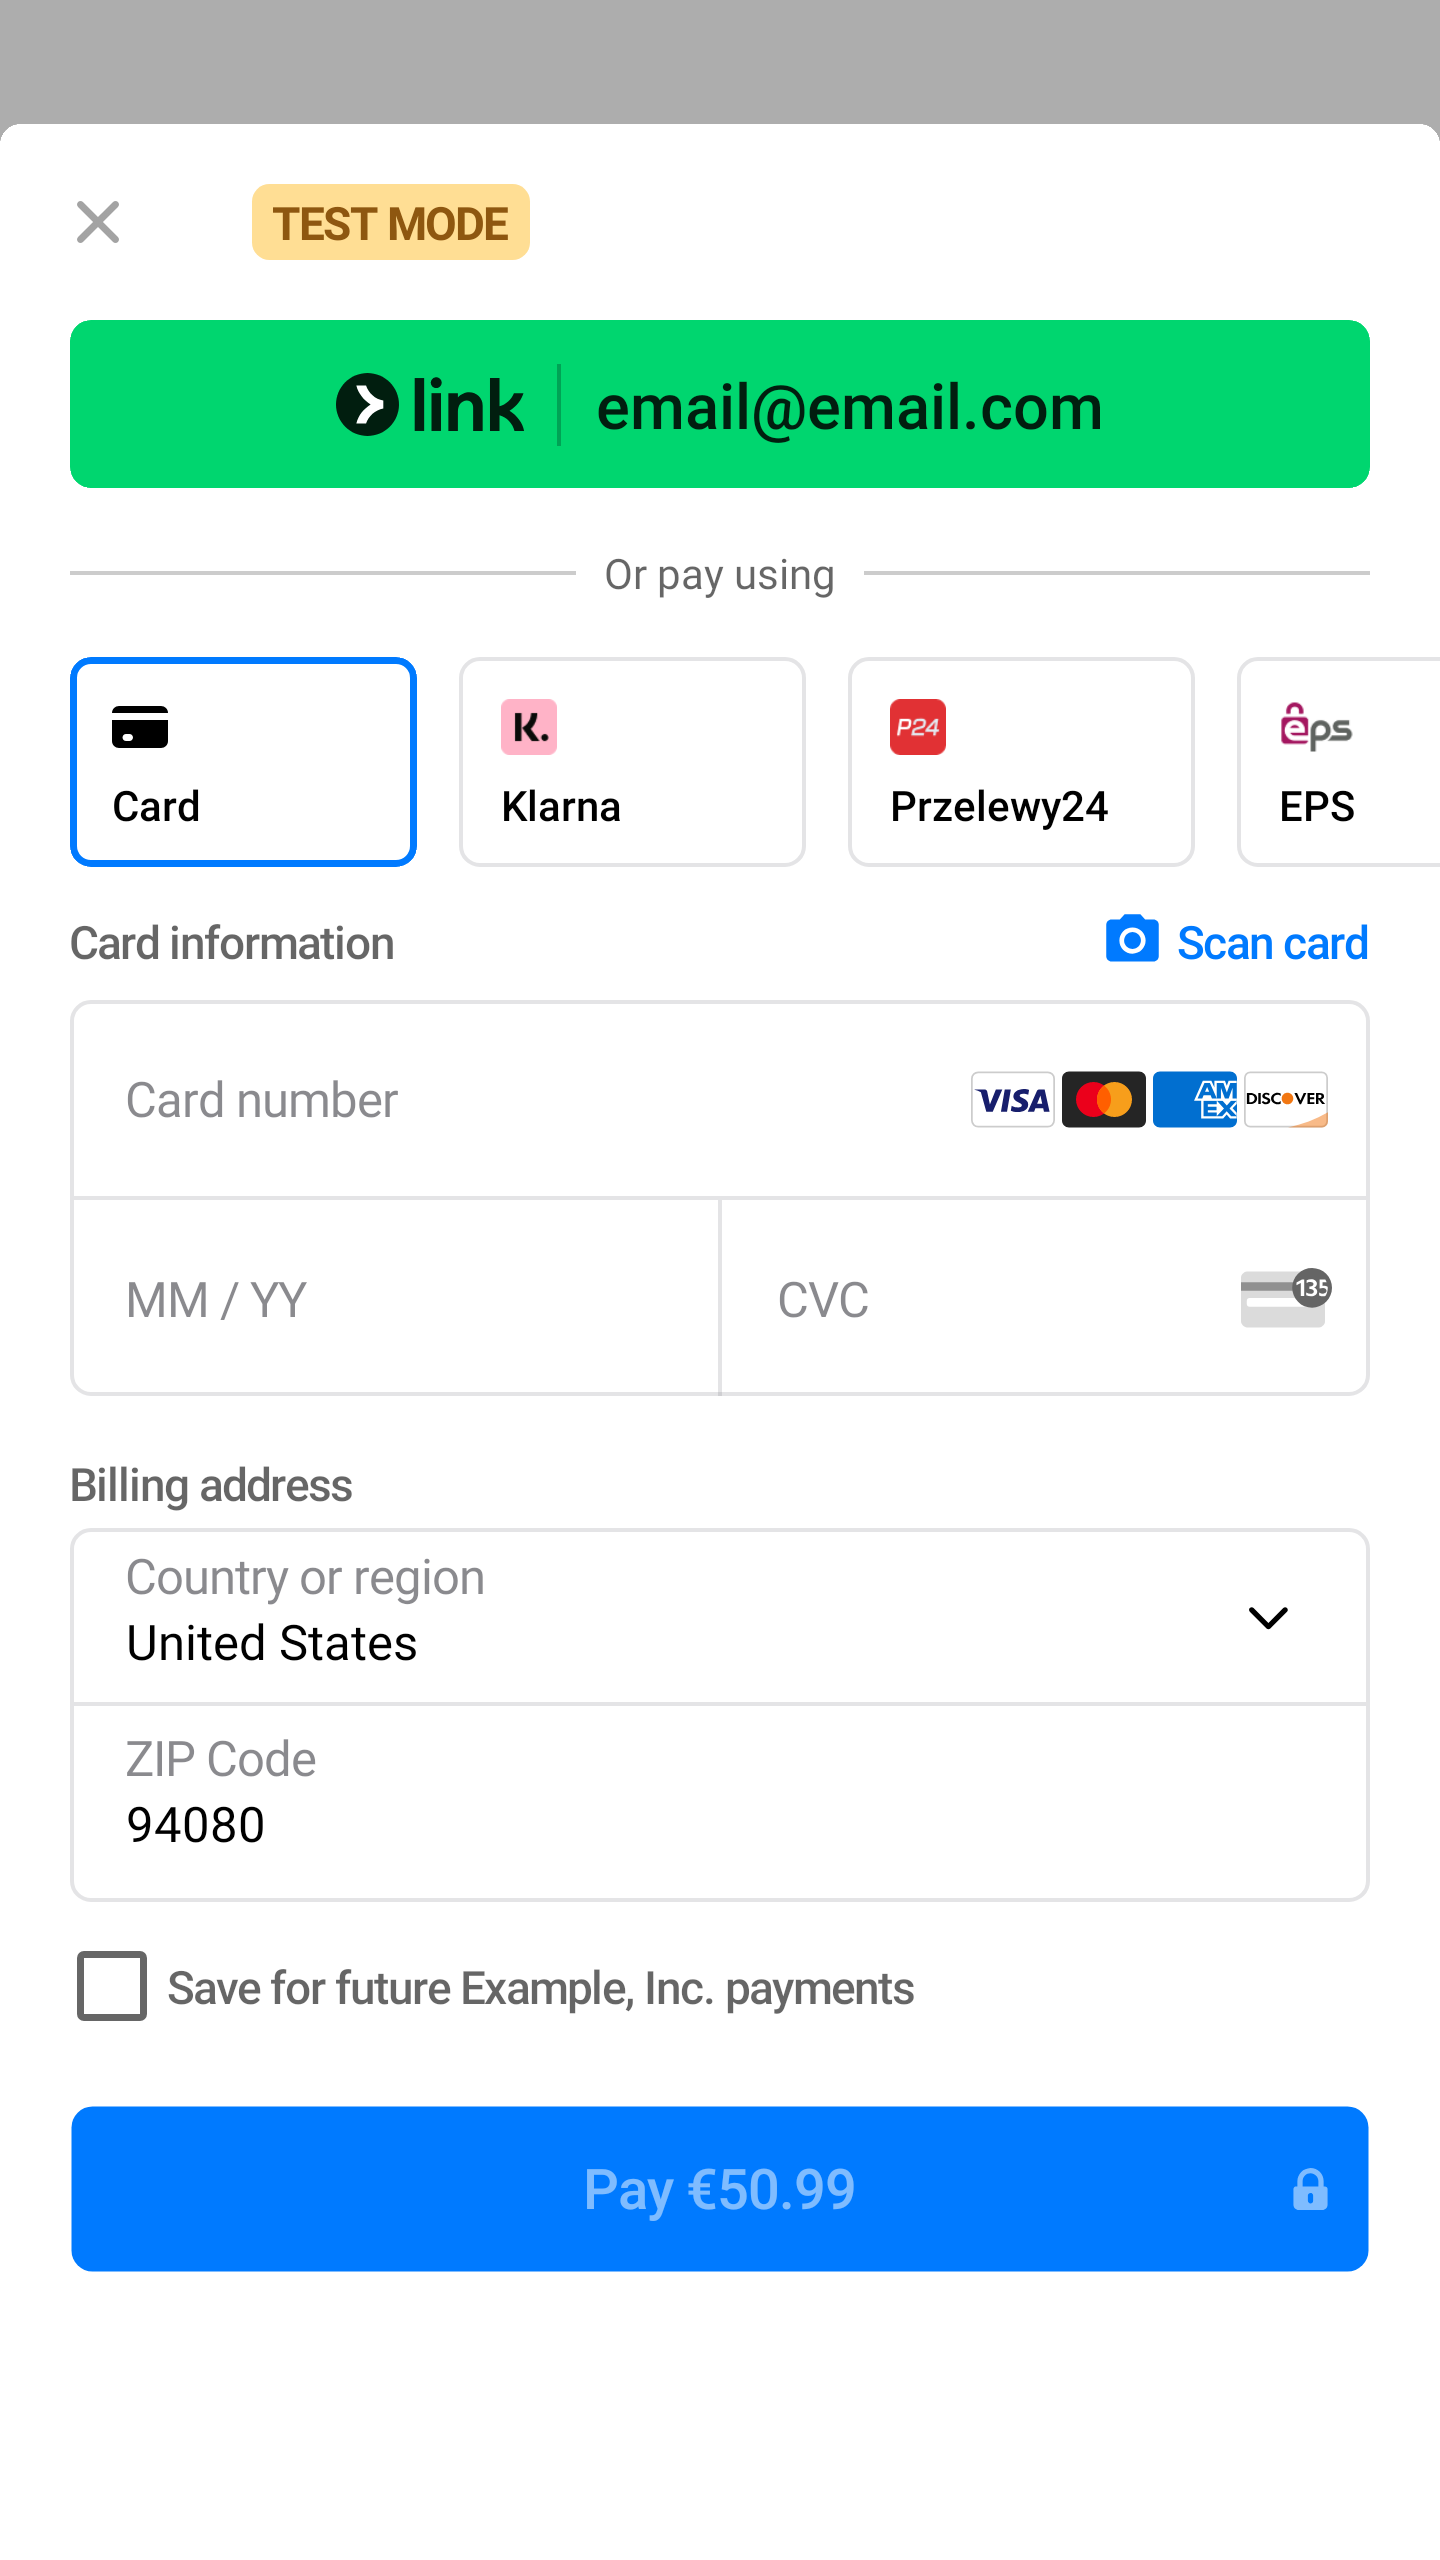 TEST MODE
link email@email.com
Or pay using
K. P24 eps
Card Klarna Przelewy24 EPS
Card information Scan card
Card number VISA AM EX DISCOVER
MM / YY CVC 135
Billing address
Country or region
United States
ZIP Code
94080
Save for future Example, Inc. payments
Pay €50.99